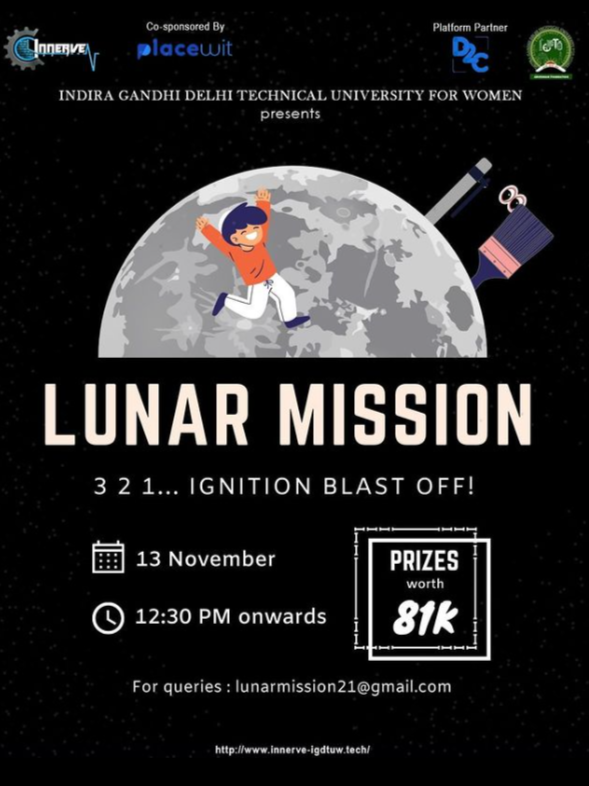 INNERVE
Co-sponsored By
placewit
Platform Partner
D2C
INDIRA GANDHI DELHI TECHNICAL UNIVERSITY FOR WOMEN
presents
LUNAR MISSION
3 2 1... IGNITION BLAST OFF!
13 November
12:30 PM onwards
PRIZES
worth
81K
For queries : lunarmission21@gmail.com
http://www.innerve-igdtuw.tech/